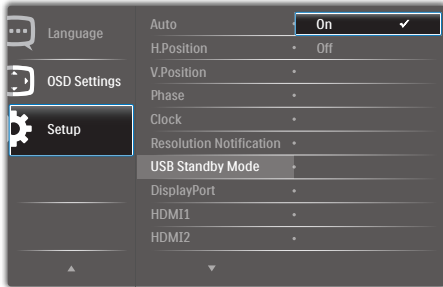 Language
OSD Settings
Setup
Auto
H.Position
V.Position
Phase
Clock
Resolution Notification
USB Standby Mode
DisplayPort
HDMI1
HDMI2
On
Off